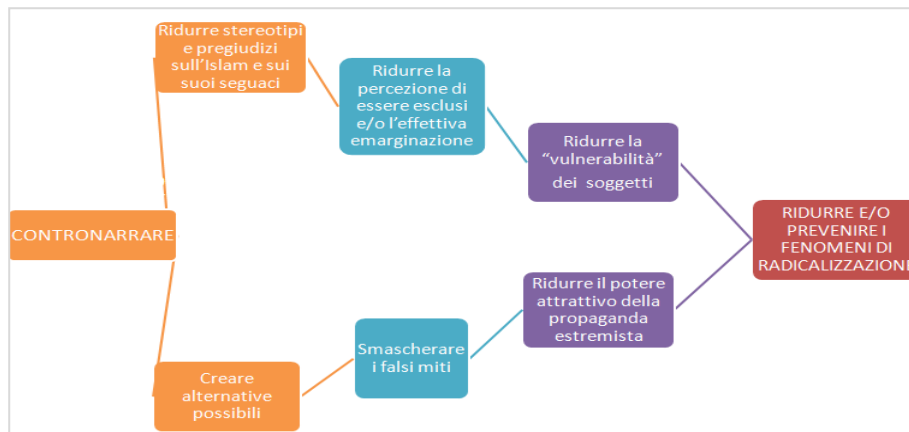 Ridurre stereotipi
e pregiudizi
sull'Islam e sui
suoi seguaci
Ridurre la
percezione di
essere esclusi
e/o l'effettiva
emarginazione
Ridurre la
“vulnerabilità”
dei soggetti
CONTRONARRARE
RIDURRE E/O
PREVENIRE I
FENOMENI DI
RADICALIZZAZIONE
Ridurre il potere
attrattivo della
propaganda
estremista
Smascherare
i falsi miti
Creare
alternative
possibili